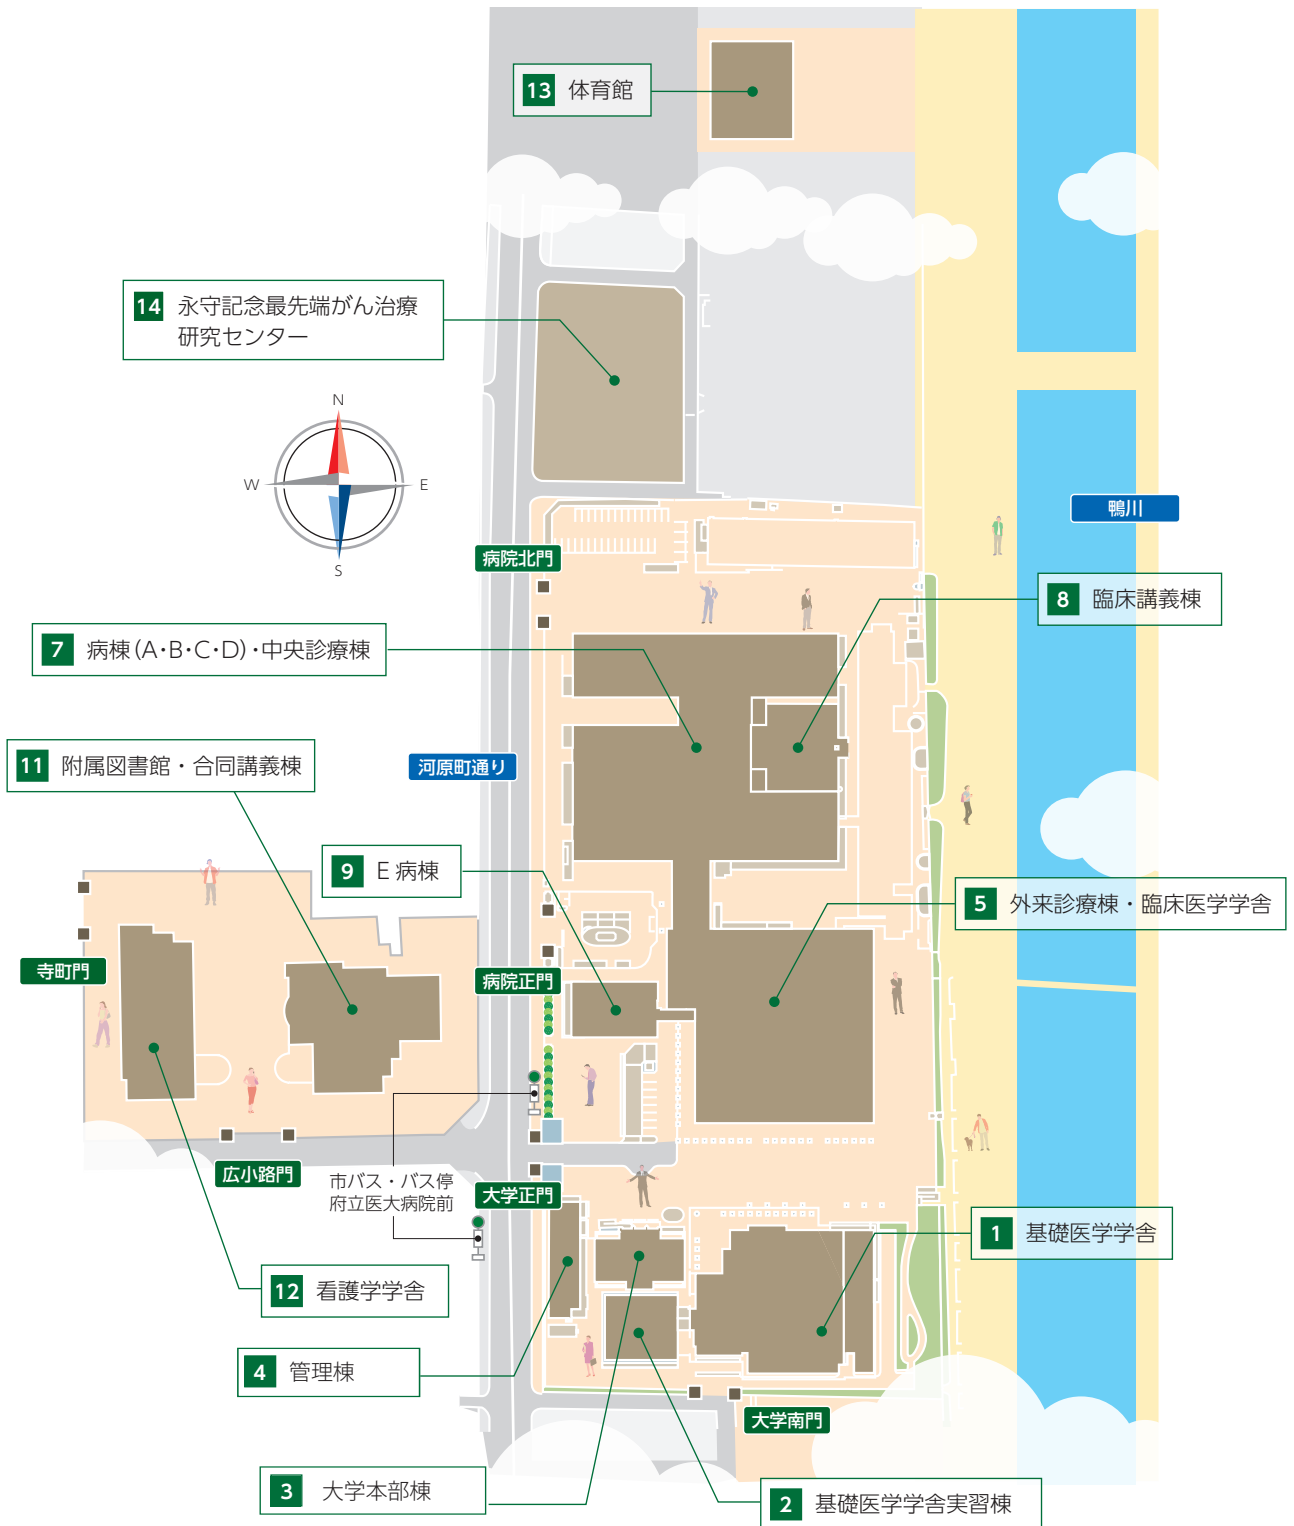 13 体育館
14 永守記念最先端がん治療
研究センター
N
W
E
S
鴨川
病院北門
8 臨床講義棟
7 病棟(A・B・C・D)・中央診療棟
11 附属図書館・合同講義棟
河原町通り
9 E 病棟
5 外来診療棟・臨床医学学舎
寺町門
病院正門
広小路門
市バス・バス停
府立医大病院前
大学正門
1 基礎医学学舎
12 看護学学舎
4 管理棟
大学南門
3 大学本部棟
2 基礎医学学舎実習棟